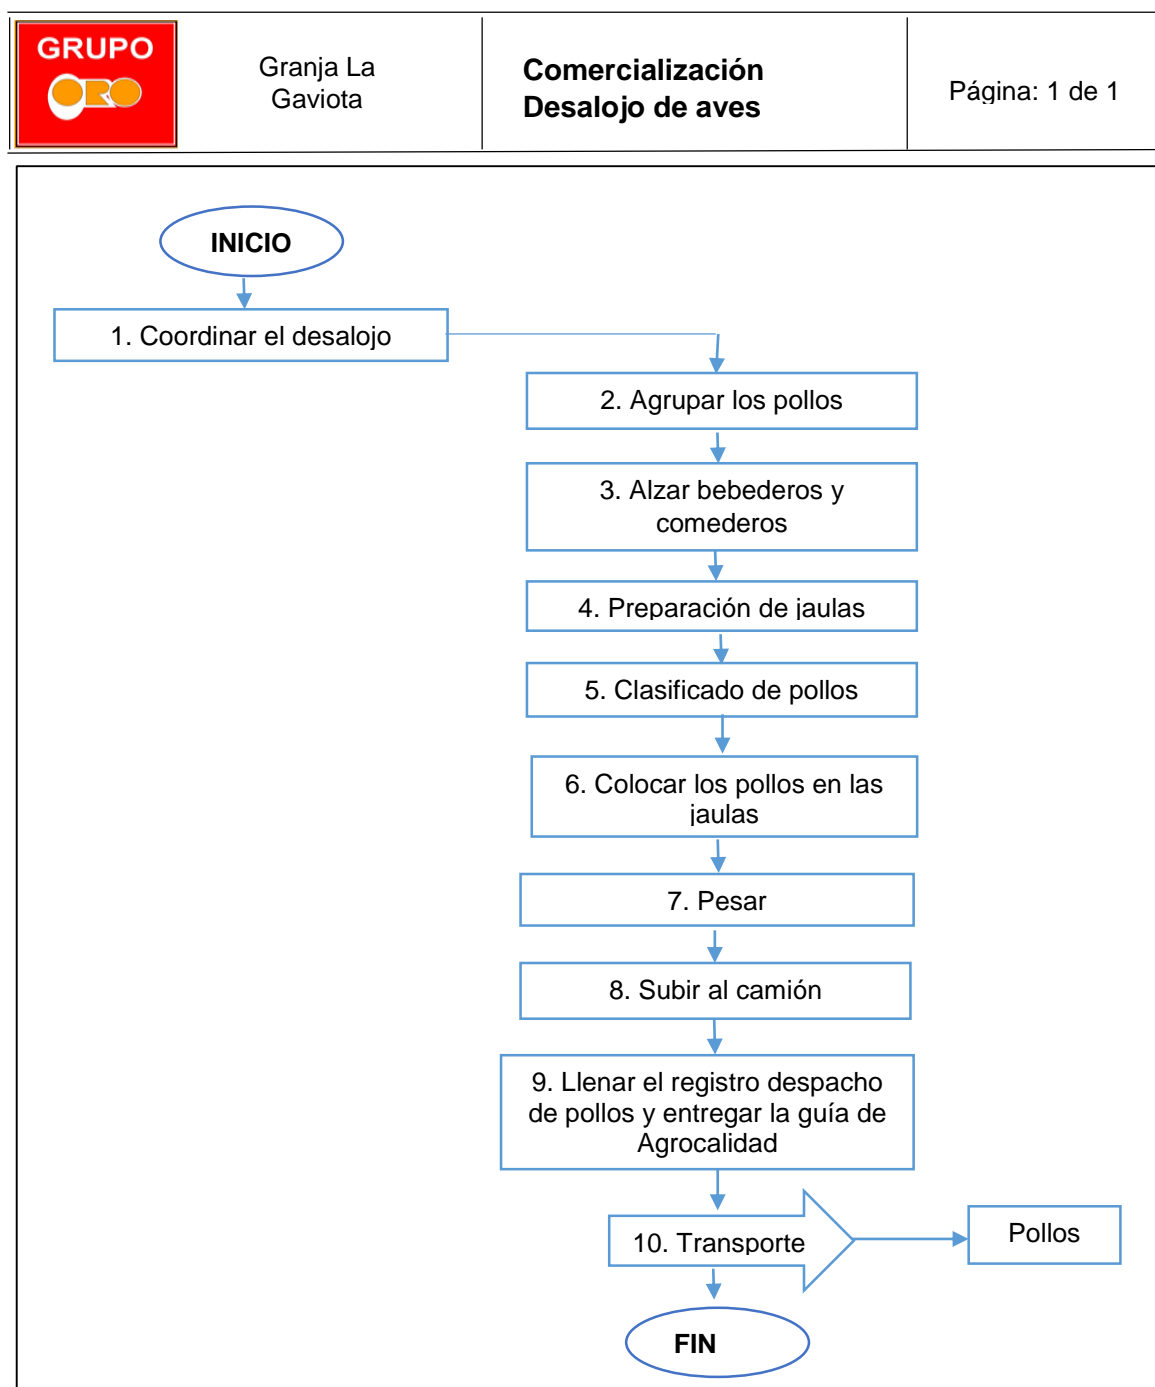 GRUPO
ORO
Granja La
Gaviota
Comercialización
Desalojo de aves
Página: 1 de 1
INICIO
1. Coordinar el desalojo
2. Agrupar los pollos
3. Alzar bebederos y
comederos
4. Preparación de jaulas
5. Clasificado de pollos
6. Colocar los pollos en las
jaulas
7. Pesar
8. Subir al camión
9. Llenar el registro despacho
de pollos y entregar la guía de
Agrocalidad
10. Transporte
Pollos
FIN